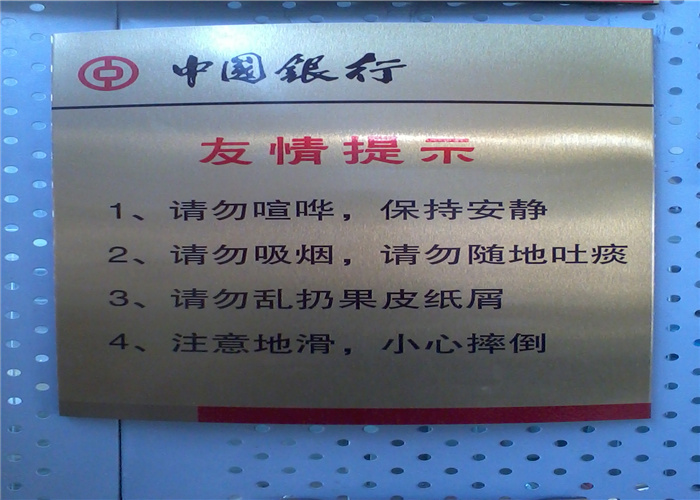 中国銀行
友情提示
1、请勿喧哗，保持安静
2、请勿吸烟，请勿随地吐痰
3、请勿乱扔果皮纸屑
4、注意地滑，小心摔倒